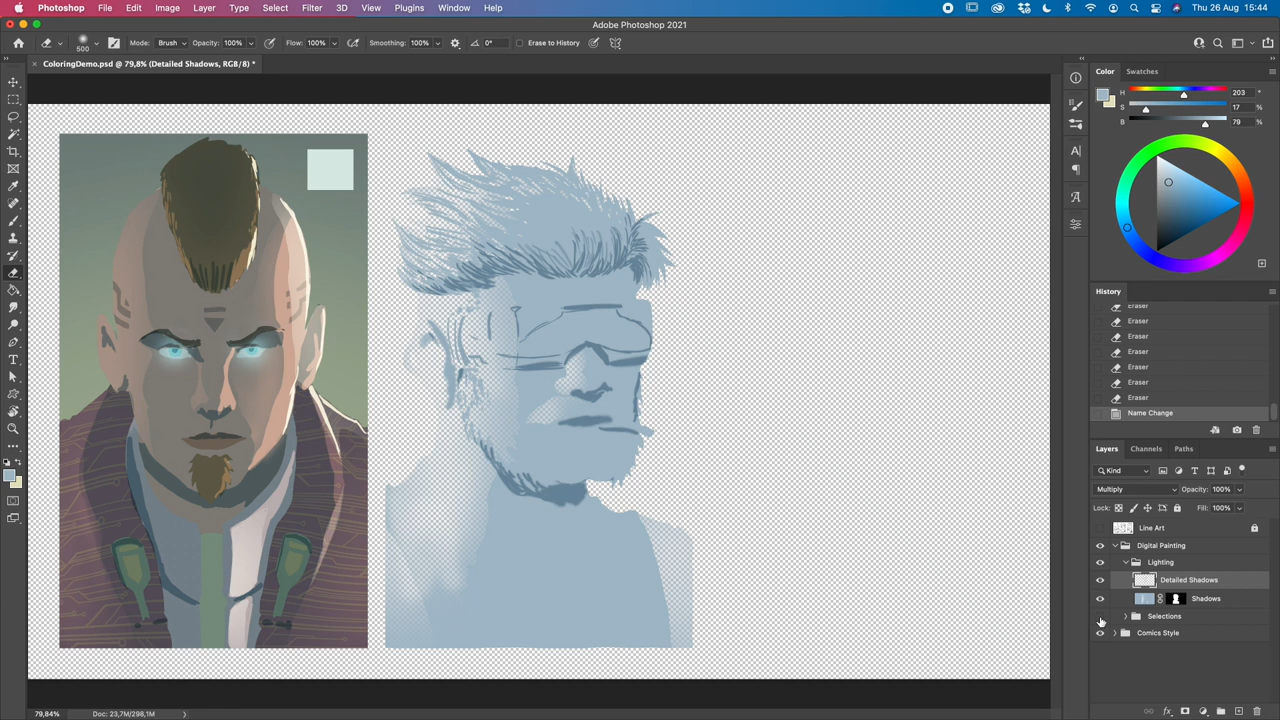 Photoshop File Edit Image Layer Type Select Filter 3D View Plugins Window Help Thu 26 Aug 15:44
Adobe Photoshop 2021
500 Mode: Brush Opacity: 100% Flow: 100% Smoothing: 100% 0° Erase to History
ColoringDemo.psd @ 79,8% (Detailed Shadows, RGB/8) *
Color Swatches
H 203 °
S 17 %
B 79 %
History
Eraser
Eraser
Eraser
Eraser
Eraser
Eraser
Eraser
Name Change
Layers Channels Paths
Kind
Multiply Opacity: 100%
Lock: Fill: 100%
Line Art
Digital Painting
Lighting
Detailed Shadows
Shadows
Selections
Comics Style
79,84% Doc: 23,7M/298,1M